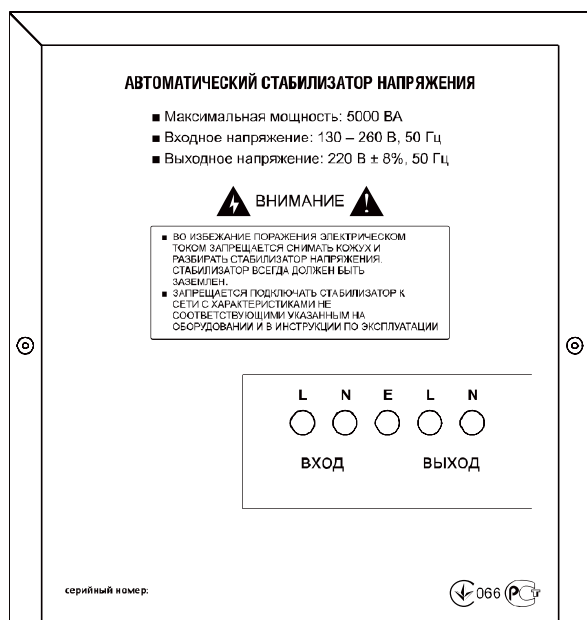 АВТОМАТИЧЕСКИЙ СТАБИЛИЗАТОР НАПРЯЖЕНИЯ
■ Максимальная мощность: 5000 ВА
■ Входное напряжение: 130 – 260 В, 50 Гц
■ Выходное напряжение: 220 В ± 8%, 50 Гц
ВНИМАНИЕ
■ ВО ИЗБЕЖАНИЕ ПОРАЖЕНИЯ ЭЛЕКТРИЧЕСКОМ
ТОКОМ ЗАПРЕЩАЕТСЯ СНИМАТЬ КОЖУХ И
РАЗБИРАТЬ СТАБИЛИЗАТОР НАПРЯЖЕНИЯ.
СТАБИЛИЗАТОР ВСЕГДА ДОЛЖЕН БЫТЬ
ЗАЗЕМЛЕН.
■ ЗАПРЕЩАЕТСЯ ПОДКЛЮЧАТЬ СТАБИЛИЗАТОР К
СЕТИ С ХАРАКТЕРИСТИКАМИ НЕ
СООТВЕТСТВУЮЩИМИ УКАЗАННЫМ НА
ОБОРУДОВАНИИ И В ИНСТРУКЦИИ ПО ЭКСПЛУАТАЦИИ
L N E L N
ВХОД ВЫХОД
серийный номер:
066 РСТ